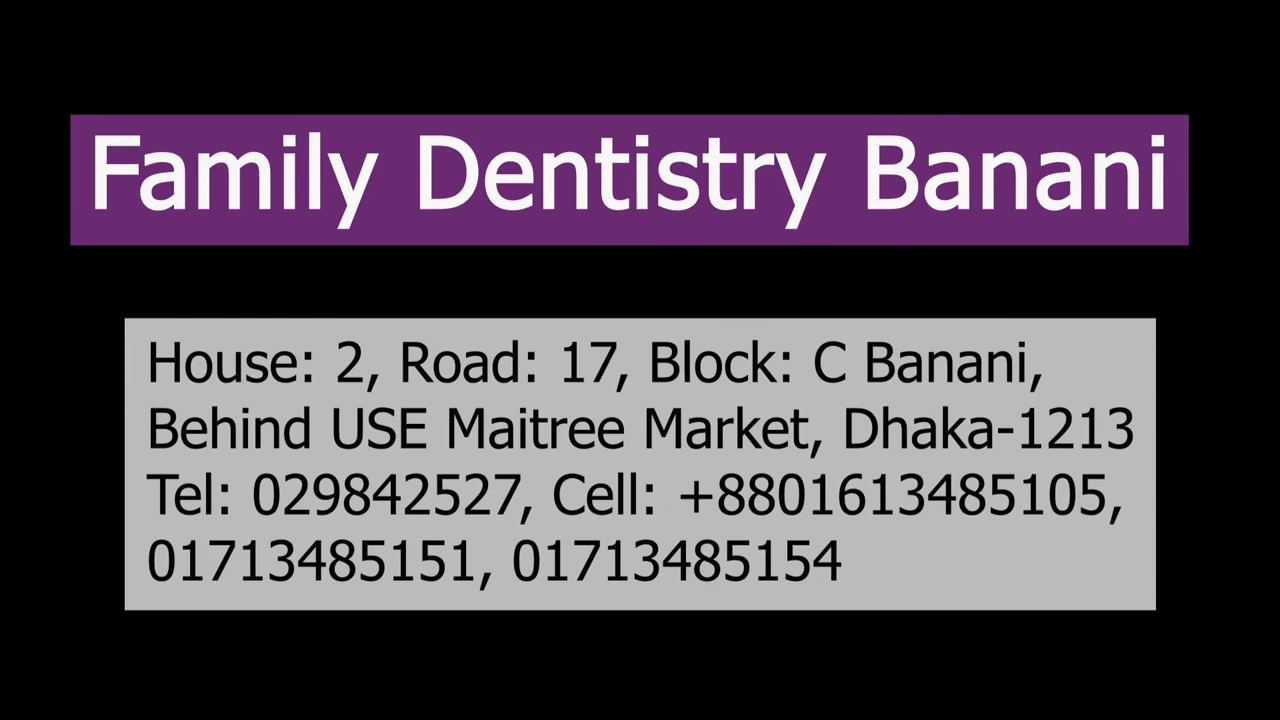 Family Dentistry Banani
House: 2, Road: 17, Block: C Banani,
Behind USE Maitree Market, Dhaka-1213
Tel: 029842527, Cell: +8801613485105,
01713485151, 01713485154